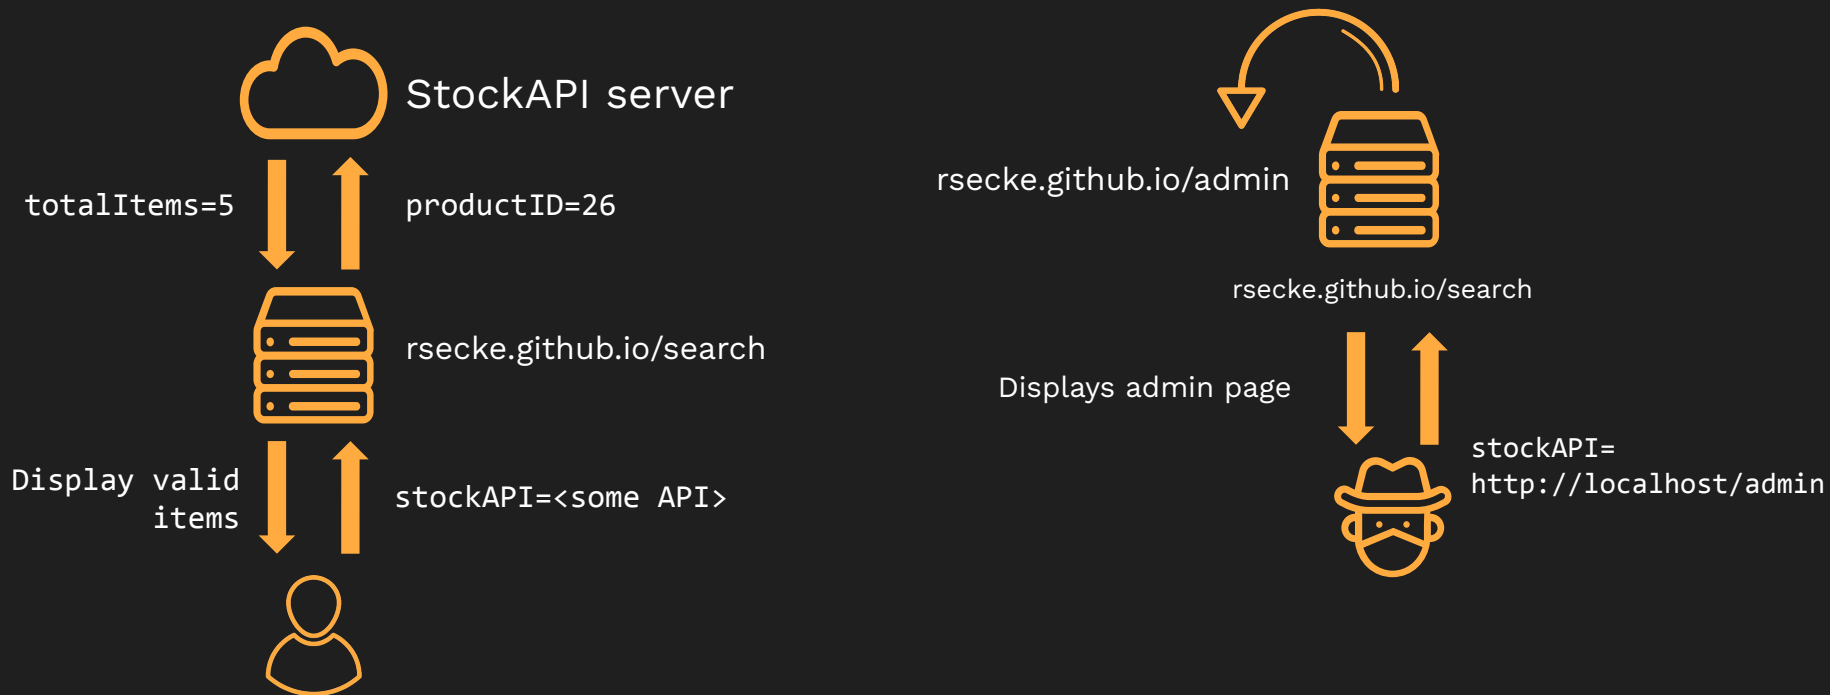 StockAPI server
totalItems=5
productID=26
rsecke.github.io/search
Display valid
items
stockAPI=<some API>
rsecke.github.io/admin
rsecke.github.io/search
Displays admin page
stockAPI=
http://localhost/admin